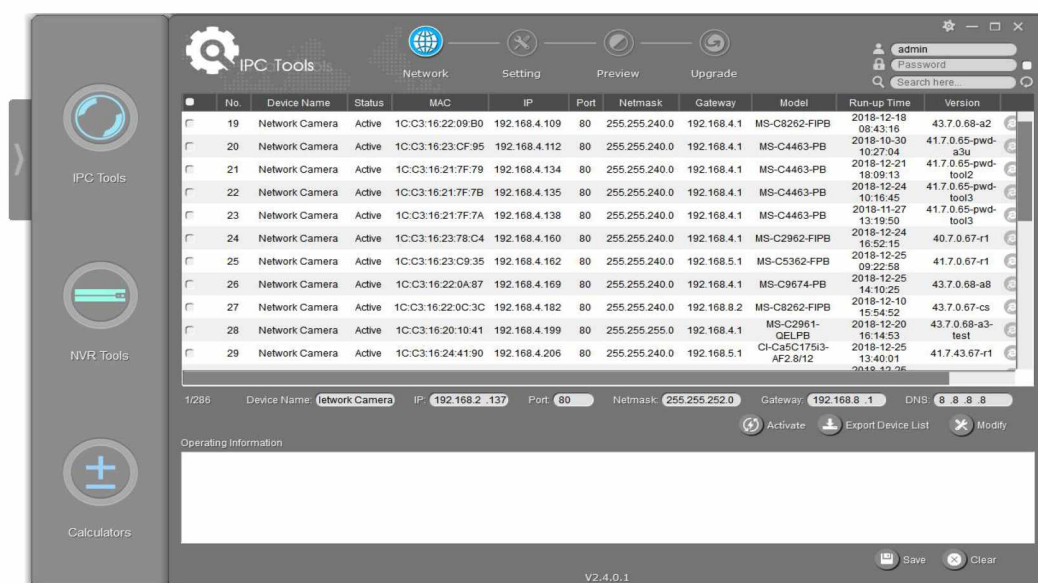 IPC Tools
Network
Setting
Preview
Upgrade
admin
Password
Search here...
No. Device Name Status MAC IP Port Netmask Gateway Model Run-up Time Version
19 Network Camera Active 1C:C3:16:22:09:B0 192.168.4.109 80 255.255.240.0 192.168.4.1 MS-C8262-FIPB 2018-12-18 08:43:16 43.7.0.68-a2
20 Network Camera Active 1C:C3:16:23:CF:95 192.168.4.112 80 255.255.240.0 192.168.4.1 MS-C4463-PB 2018-10-30 10:27:04 41.7.0.65-pwd-a3u
21 Network Camera Active 1C:C3:16:21:7F:79 192.168.4.134 80 255.255.240.0 192.168.4.1 MS-C4463-PB 2018-12-21 18:09:13 41.7.0.65-pwd-tool2
22 Network Camera Active 1C:C3:16:21:7F:7B 192.168.4.135 80 255.255.240.0 192.168.4.1 MS-C4463-PB 2018-12-24 10:16:45 41.7.0.65-pwd-tool3
23 Network Camera Active 1C:C3:16:21:7F:7A 192.168.4.138 80 255.255.240.0 192.168.4.1 MS-C4463-PB 2018-11-27 13:19:50 41.7.0.65-pwd-tool3
24 Network Camera Active 1C:C3:16:23:78:C4 192.168.4.160 80 255.255.240.0 192.168.4.1 MS-C2962-FIPB 2018-12-24 16:52:15 40.7.0.67-r1
25 Network Camera Active 1C:C3:16:23:C9:35 192.168.4.162 80 255.255.240.0 192.168.5.1 MS-C5362-FPB 2018-12-25 09:22:58 41.7.0.67-r1
26 Network Camera Active 1C:C3:16:22:0A:87 192.168.4.169 80 255.255.240.0 192.168.4.1 MS-C9674-PB 2018-12-25 14:10:25 43.7.0.68-a8
27 Network Camera Active 1C:C3:16:22:0C:3C 192.168.4.182 80 255.255.240.0 192.168.8.2 MS-C8262-FIPB 2018-12-10 15:54:52 43.7.0.67-cs
28 Network Camera Active 1C:C3:16:20:10:41 192.168.4.199 80 255.255.255.0 192.168.4.1 MS-C2961-QELPB 2018-12-20 16:14:53 43.7.0.68-a3-test
29 Network Camera Active 1C:C3:16:24:41:90 192.168.4.206 80 255.255.240.0 192.168.5.1 CI-Ca5C175i3-AF2.8/12 2018-12-25 13:40:01 41.7.43.67-r1
1/286 Device Name: letwork Camera IP: 192.168.2 .137 Port: 80 Netmask: 255.255.252.0 Gateway: 192.168.8 .1 DNS: 8 .8 .8 .8
Activate Export Device List Modify
Operating Information
Save Clear
V2.4.0.1
IPC Tools
NVR Tools
Calculators